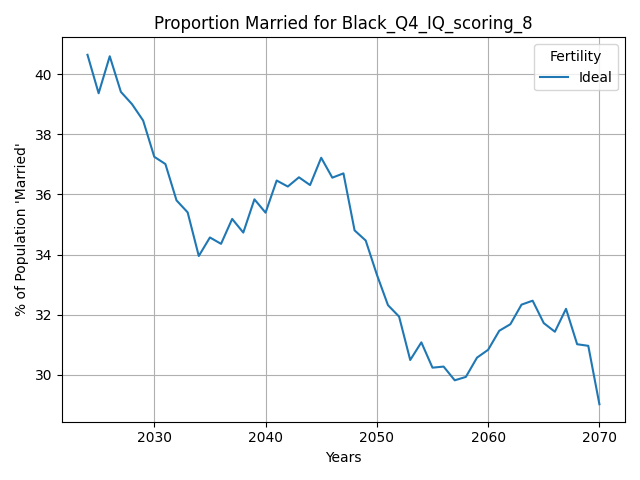 Proportion Married for Black_Q4_IQ_scoring_8
Fertility
Ideal
% of Population 'Married'
40
38
36
34
32
30
2030
2040
2050
2060
2070
Years